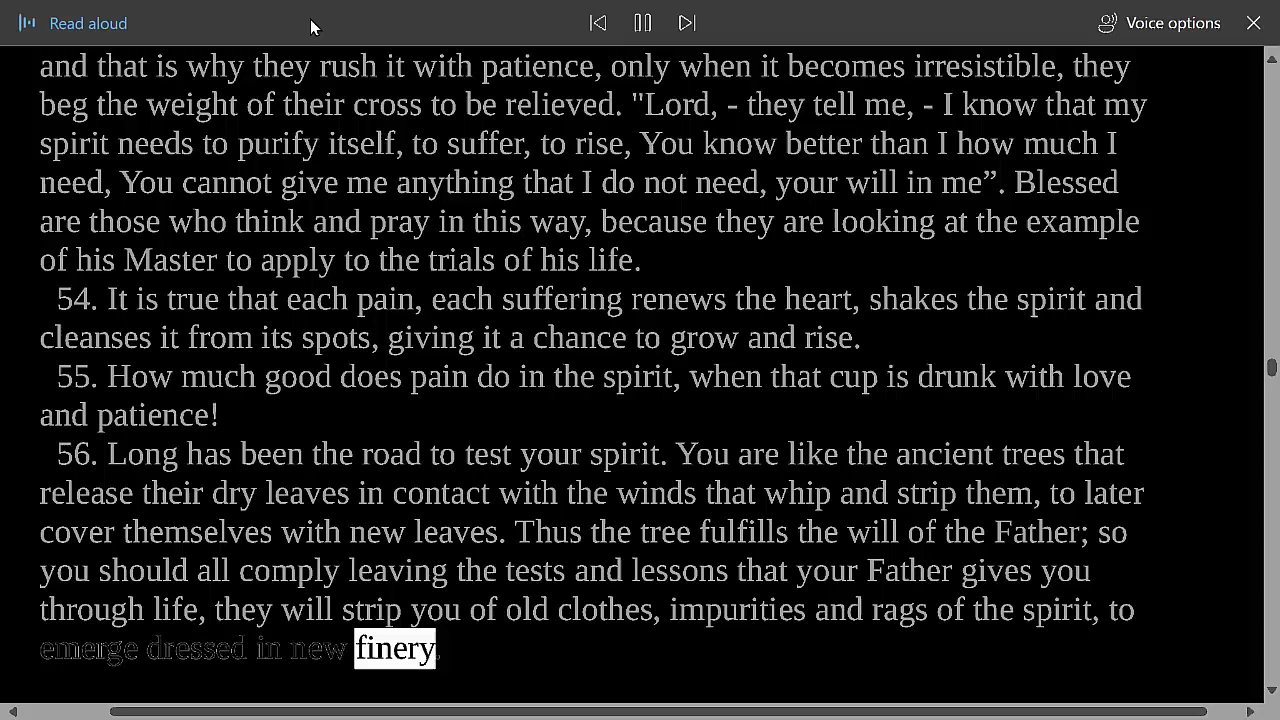 Read aloud
Voice options
and that is why they rush it with patience, only when it becomes irresistible, they
beg the weight of their cross to be relieved. "Lord, - they tell me, - I know that my
spirit needs to purify itself, to suffer, to rise, You know better than I how much I
need, You cannot give me anything that I do not need, your will in me”. Blessed
are those who think and pray in this way, because they are looking at the example
of his Master to apply to the trials of his life.
54. It is true that each pain, each suffering renews the heart, shakes the spirit and
cleanses it from its spots, giving it a chance to grow and rise.
55. How much good does pain do in the spirit, when that cup is drunk with love
and patience!
56. Long has been the road to test your spirit. You are like the ancient trees that
release their dry leaves in contact with the winds that whip and strip them, to later
cover themselves with new leaves. Thus the tree fulfills the will of the Father; so
you should all comply leaving the tests and lessons that your Father gives you
through life, they will strip you of old clothes, impurities and rags of the spirit, to
emerge dressed in new finery.